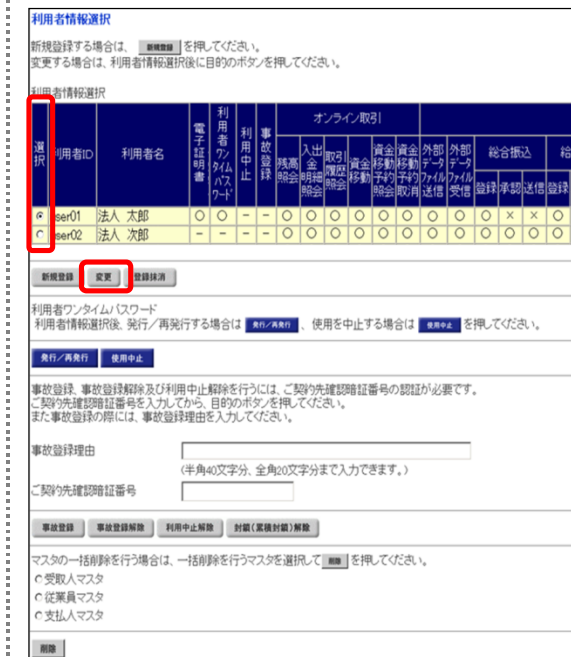 利用者情報選択
新規登録する場合は、 新規登録 を押してください。
変更する場合は、利用者情報選択後に目的のボタンを押してください。
利用者情報選択
選択 利用者ID 利用者名 電子証明書 利用者ワンタイムパスワード 利用中止 事故登録 オンライン取引
残高照会 入出金明細照会 取引履歴照会 資金移動 資金移動予約照会 資金移動予約取消 外部データファイル送信 外部データファイル受信 総合振込 給
登録 承認 送信 登録
ser01 法人 太郎 ○ ○ － － ○ ○ ○ ○ ○ ○ ○ ○ ○ × × ○
ser02 法人 次郎 － － － － ○ ○ ○ ○ ○ ○ ○ ○ ○ ○ ○ ○
新規登録 変更 登録抹消
利用者ワンタイムパスワード
利用者情報選択後、発行／再発行する場合は 発行／再発行 、使用を中止する場合は 使用中止 を押してください。
発行／再発行 使用中止
事故登録、事故登録解除及び利用中止解除を行うには、ご契約先確認暗証番号の認証が必要です。
ご契約先確認暗証番号を入力してから、目的のボタンを押してください。
また事故登録の際には、事故登録理由を入力してください。
事故登録理由
(半角40文字分、全角20文字分まで入力できます。)
ご契約先確認暗証番号
事故登録 事故登録解除 利用中止解除 封鎖(累積封鎖)解除
マスタの一括削除を行う場合は、一括削除を行うマスタを選択して 削除 を押してください。
受取人マスタ
従業員マスタ
支払人マスタ
削除